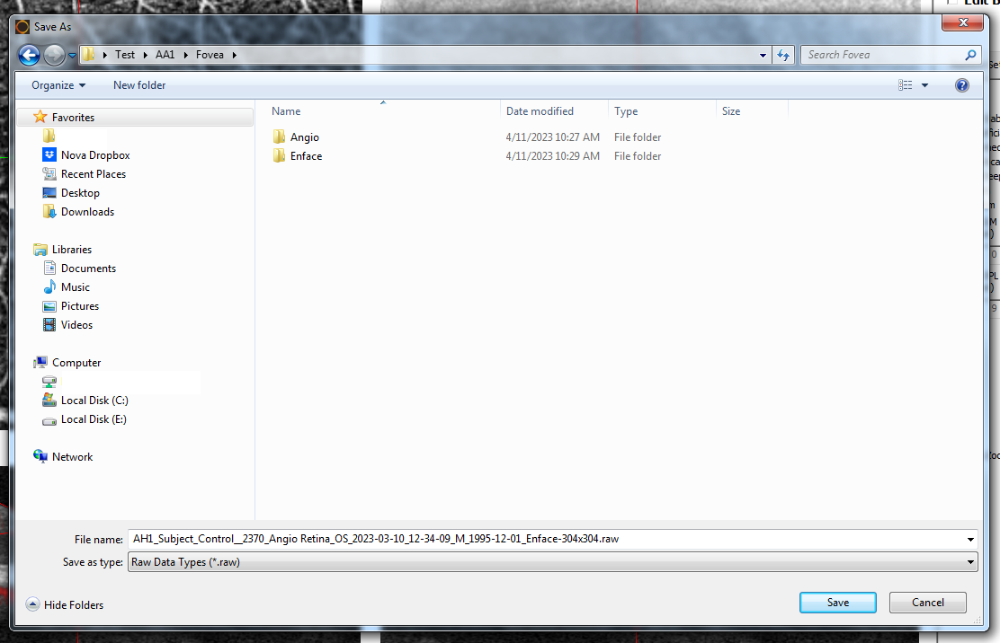 Edit B
Save As
Test AA1 Fovea
Search Fovea
Organize New folder
Name Date modified Type Size
Favorites
Angio 4/11/2023 10:27 AM File folder
Nova Dropbox
Enface 4/11/2023 10:29 AM File folder
Recent Places
Desktop
Downloads
Libraries
Documents
Music
Pictures
Videos
Computer
Local Disk (C:)
Local Disk (E:)
Network
File name: AH1_Subject_Control__2370_Angio Retina_OS_2023-03-10_12-34-09_M_1995-12-01_Enface-304x304.raw
Save as type: Raw Data Types (*.raw)
Hide Folders Save Cancel